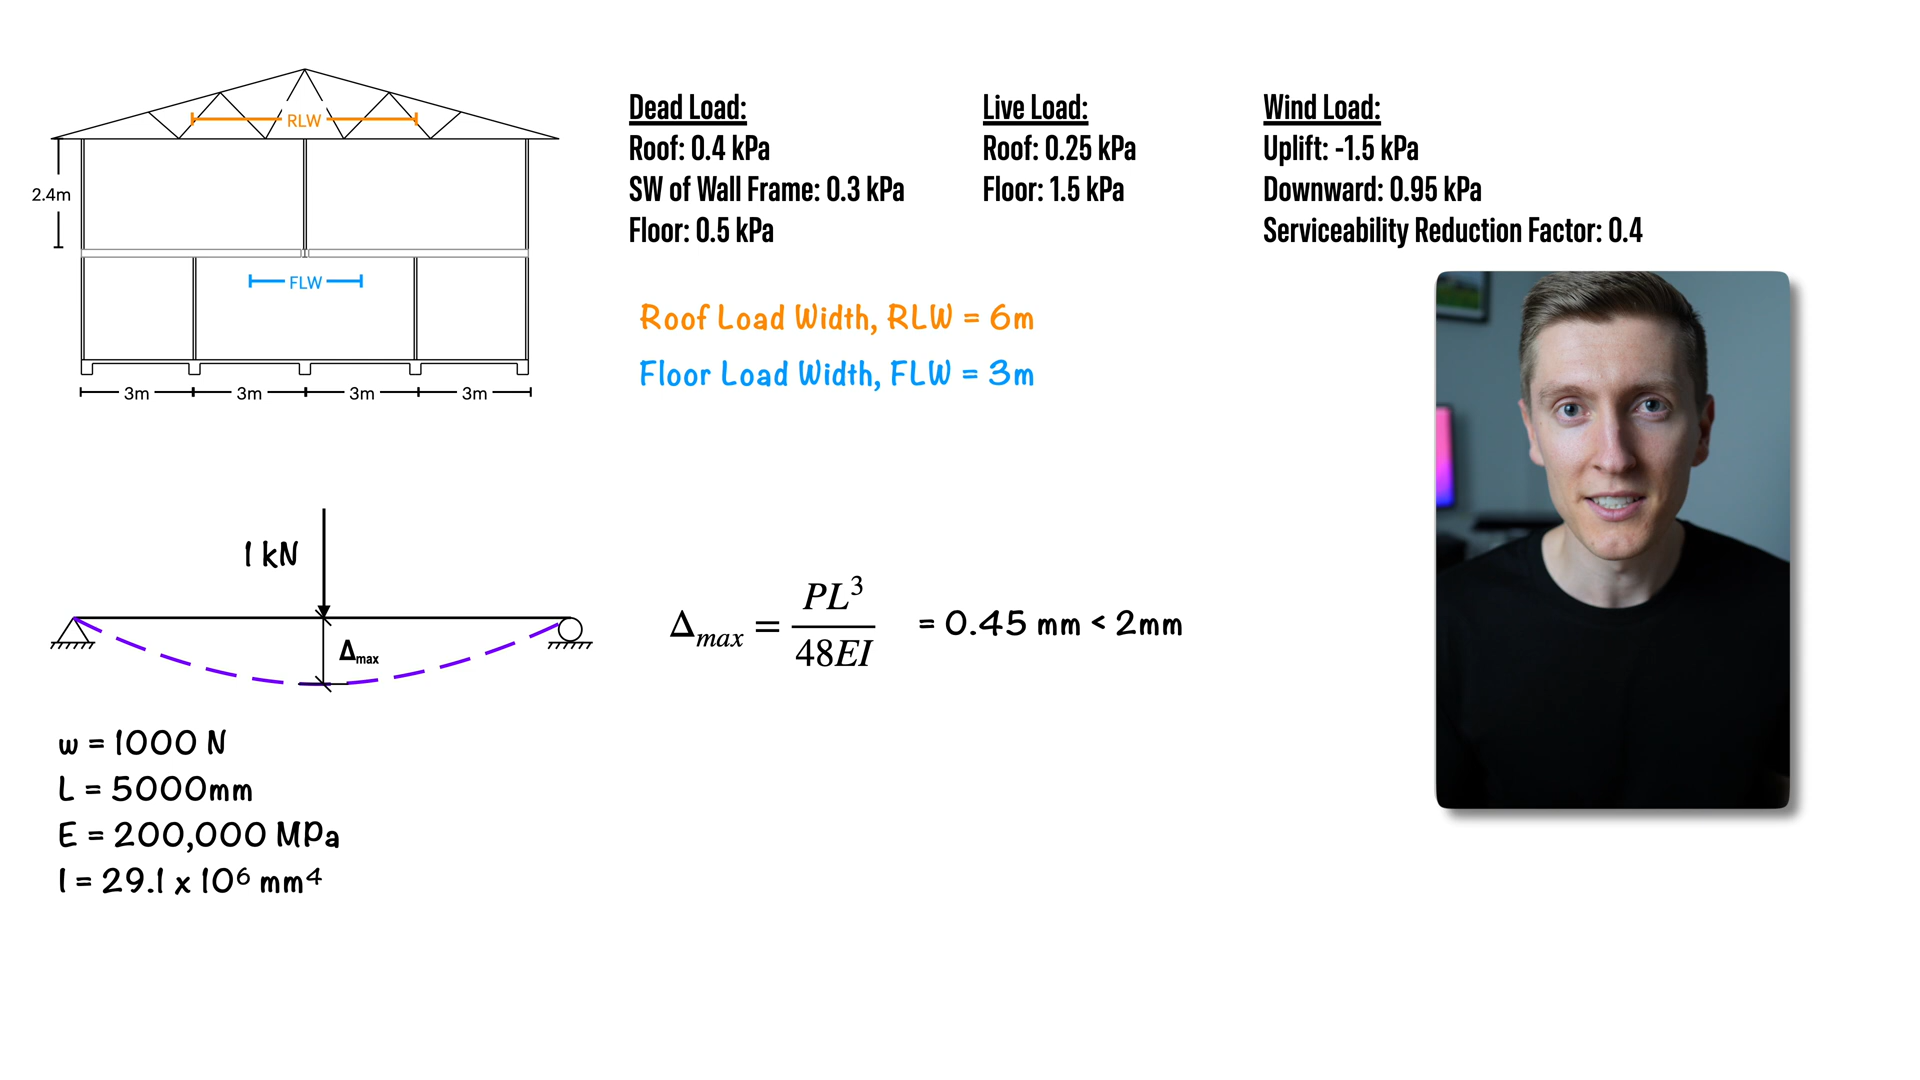 RLW
2.4m
FLW
3m 3m 3m 3m
Dead Load:
Roof: 0.4 kPa
SW of Wall Frame: 0.3 kPa
Floor: 0.5 kPa
Live Load:
Roof: 0.25 kPa
Floor: 1.5 kPa
Wind Load:
Uplift: -1.5 kPa
Downward: 0.95 kPa
Serviceability Reduction Factor: 0.4
Roof Load Width, RLW = 6m
Floor Load Width, FLW = 3m
1 kN
Δmax
Δmax = PL³/48EI = 0.45 mm < 2mm
w = 1000 N
L = 5000mm
E = 200,000 MPa
I = 29.1 x 10⁶ mm⁴